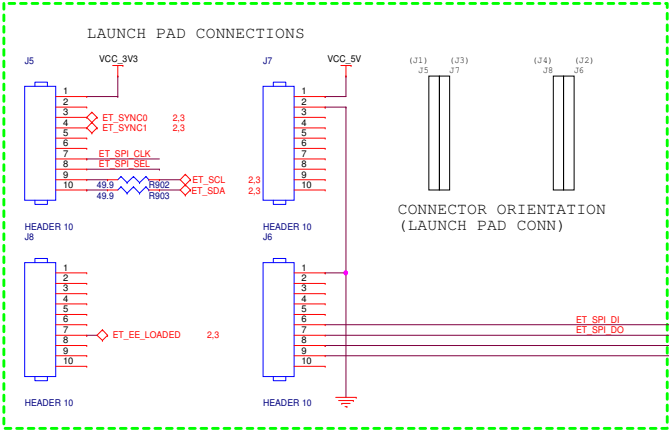 LAUNCH PAD CONNECTIONS
J5
VCC_3V3
J7
VCC_5V
(J1) (J3)
J5 J7
(J4) (J2)
J8 J6
1
2
3
4
5
6
7
8
9
10
ET_SYNC0 2,3
ET_SYNC1 2,3
ET_SPI_CLK
ET_SPI_SEL
ET_SCL 2,3
ET_SDA 2,3
49.9 R902
49.9 R903
1
2
3
4
5
6
7
8
9
10
CONNECTOR ORIENTATION
(LAUNCH PAD CONN)
HEADER 10
HEADER 10
J8
J6
1
2
3
4
5
6
7
8
9
10
ET_EE_LOADED 2,3
1
2
3
4
5
6
7
8
9
10
ET_SPI_DI
ET_SPI_DO
HEADER 10
HEADER 10